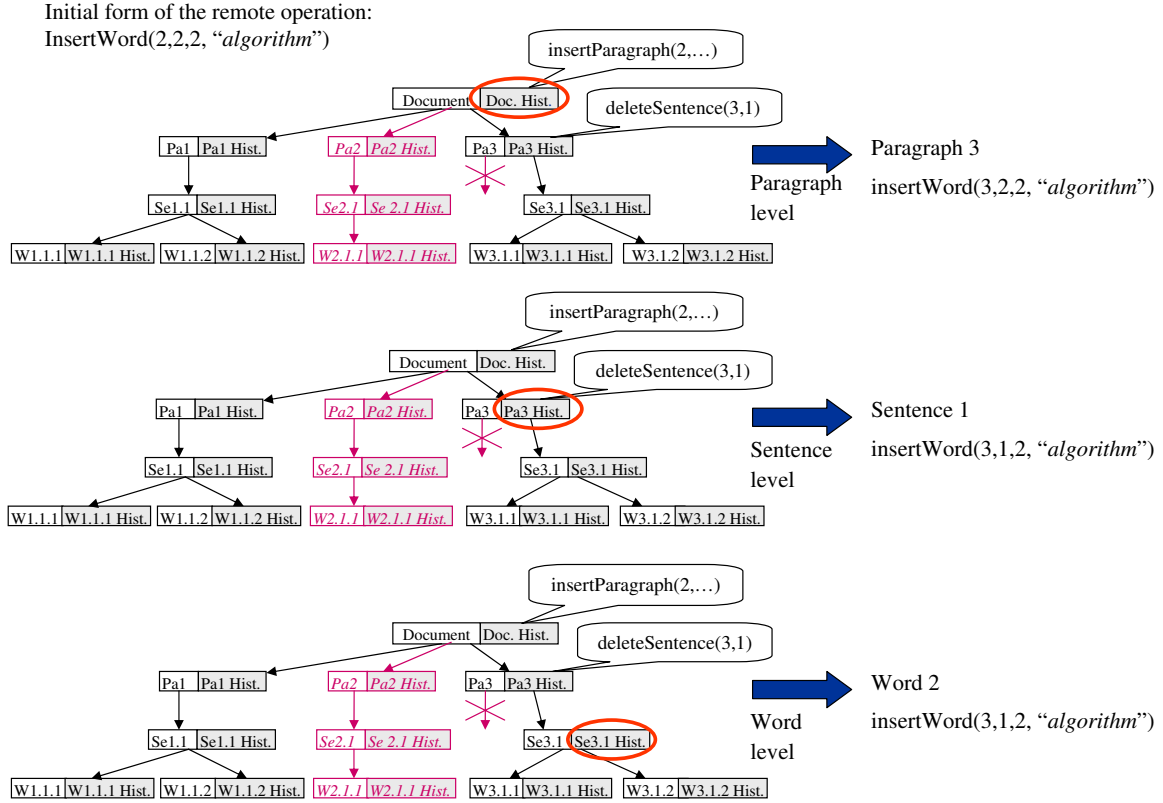 Initial form of the remote operation:
InsertWord(2,2,2, “algorithm”)
insertParagraph(2,…)
Document Doc. Hist.
deleteSentence(3,1)
Pa1 Pa1 Hist. Pa2 Pa2 Hist. Pa3 Pa3 Hist.
Paragraph 3
Paragraph level
insertWord(3,2,2, “algorithm”)
Se1.1 Se1.1 Hist. Se2.1 Se 2.1 Hist. Se3.1 Se3.1 Hist.
W1.1.1 W1.1.1 Hist. W1.1.2 W1.1.2 Hist. W2.1.1 W2.1.1 Hist. W3.1.1 W3.1.1 Hist. W3.1.2 W3.1.2 Hist.
insertParagraph(2,…)
Document Doc. Hist.
deleteSentence(3,1)
Pa1 Pa1 Hist. Pa2 Pa2 Hist. Pa3 Pa3 Hist.
Sentence 1
Sentence level
insertWord(3,1,2, “algorithm”)
Se1.1 Se1.1 Hist. Se2.1 Se 2.1 Hist. Se3.1 Se3.1 Hist.
W1.1.1 W1.1.1 Hist. W1.1.2 W1.1.2 Hist. W2.1.1 W2.1.1 Hist. W3.1.1 W3.1.1 Hist. W3.1.2 W3.1.2 Hist.
insertParagraph(2,…)
Document Doc. Hist.
deleteSentence(3,1)
Pa1 Pa1 Hist. Pa2 Pa2 Hist. Pa3 Pa3 Hist.
Word 2
Word level
insertWord(3,1,2, “algorithm”)
Se1.1 Se1.1 Hist. Se2.1 Se 2.1 Hist. Se3.1 Se3.1 Hist.
W1.1.1 W1.1.1 Hist. W1.1.2 W1.1.2 Hist. W2.1.1 W2.1.1 Hist. W3.1.1 W3.1.1 Hist. W3.1.2 W3.1.2 Hist.